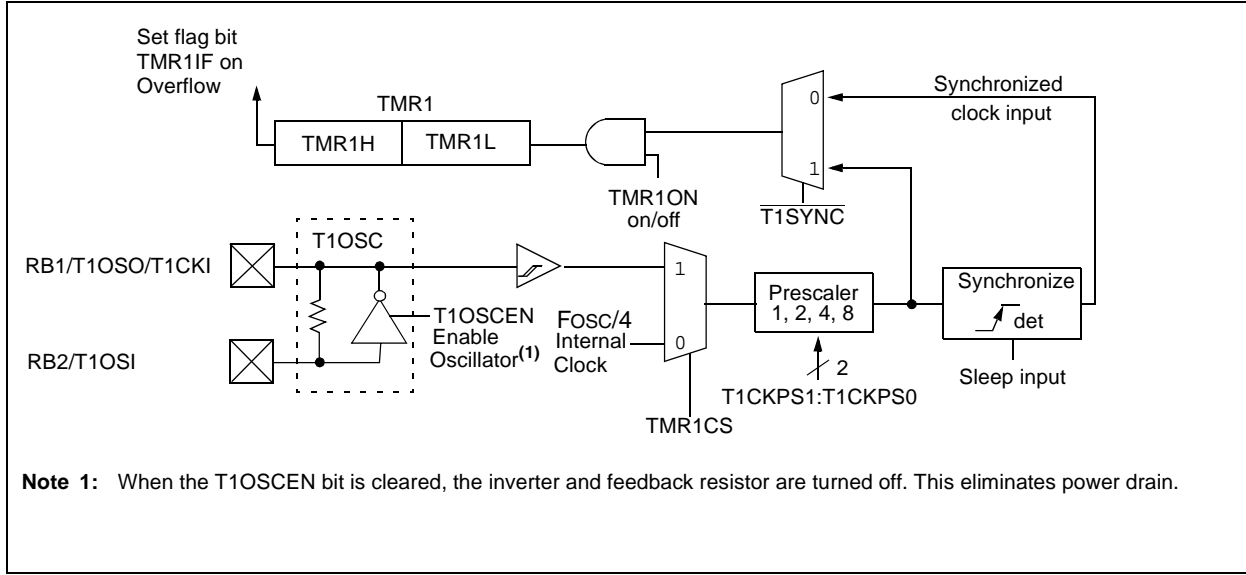 Set flag bit
TMR1IF on
Overflow
TMR1
TMR1H
TMR1L
TMR1ON
on/off
0
1
T1SYNC
Synchronized
clock input
T1OSC
RB1/T1OSO/T1CKI
RB2/T1OSI
T1OSCEN
Enable
Oscillator(1)
FOSC/4
Internal
Clock
1
0
TMR1CS
Prescaler
1, 2, 4, 8
2
T1CKPS1:T1CKPS0
Synchronize
det
Sleep input
Note 1: When the T1OSCEN bit is cleared, the inverter and feedback resistor are turned off. This eliminates power drain.